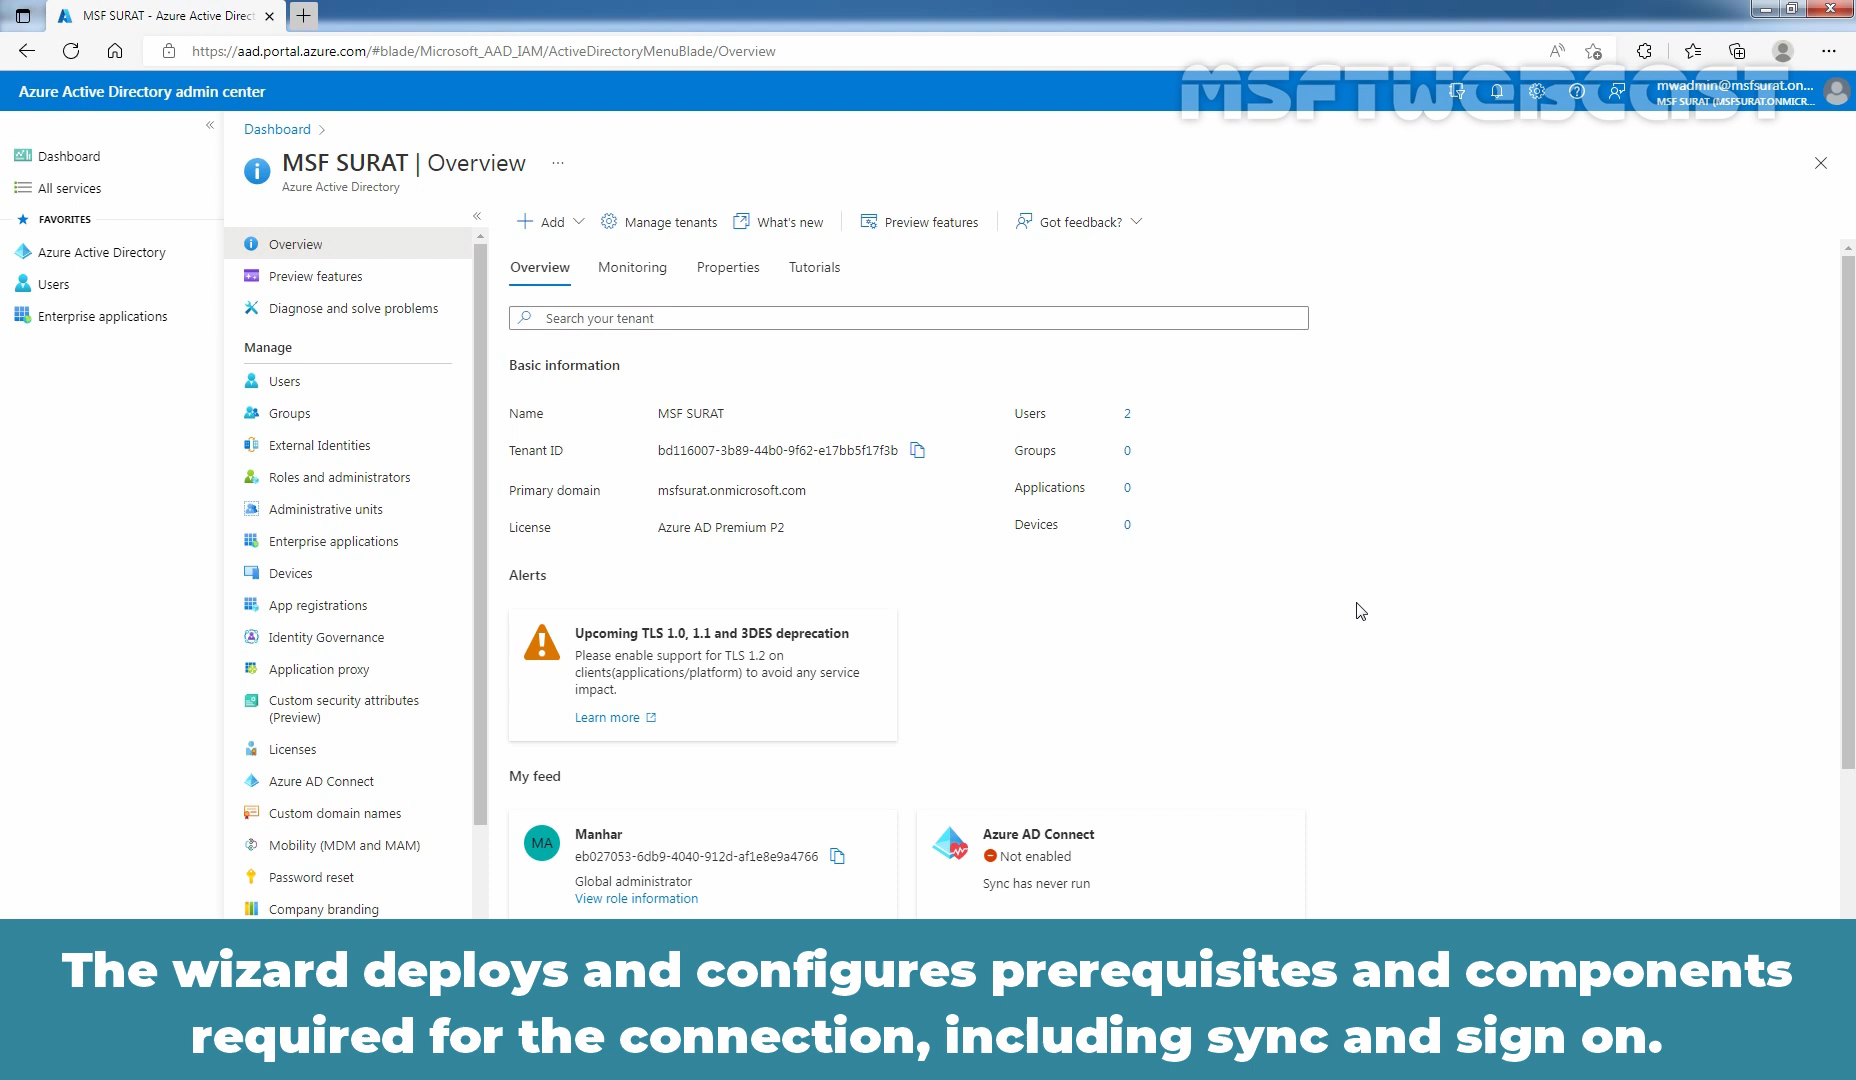 MSF SURAT - Azure Active Direct
https://aad.portal.azure.com/#blade/Microsoft_AAD_IAM/ActiveDirectoryMenuBlade/Overview
MSFTWEBCAST
Azure Active Directory admin center
mwadmin@msfsurat.on...
MSF SURAT (MSFSURAT.ONMICR...
Dashboard
All services
FAVORITES
Azure Active Directory
Users
Enterprise applications
Dashboard
MSF SURAT | Overview
Azure Active Directory
Overview
Preview features
Diagnose and solve problems
Manage
Users
Groups
External Identities
Roles and administrators
Administrative units
Enterprise applications
Devices
App registrations
Identity Governance
Application proxy
Custom security attributes
(Preview)
Licenses
Azure AD Connect
Custom domain names
Mobility (MDM and MAM)
Password reset
Company branding
Add Manage tenants What's new Preview features Got feedback?
Overview Monitoring Properties Tutorials
Search your tenant
Basic information
Name MSF SURAT Users 2
Tenant ID bd116007-3b89-44b0-9f62-e17bb5f17f3b Groups 0
Primary domain msfsurat.onmicrosoft.com Applications 0
License Azure AD Premium P2 Devices 0
Alerts
Upcoming TLS 1.0, 1.1 and 3DES deprecation
Please enable support for TLS 1.2 on
clients(applications/platform) to avoid any service
impact.
Learn more
My feed
MA
Manhar
eb027053-6db9-4040-912d-af1e8e9a4766
Global administrator
View role information
Azure AD Connect
Not enabled
Sync has never run
The wizard deploys and configures prerequisites and components
required for the connection, including sync and sign on.